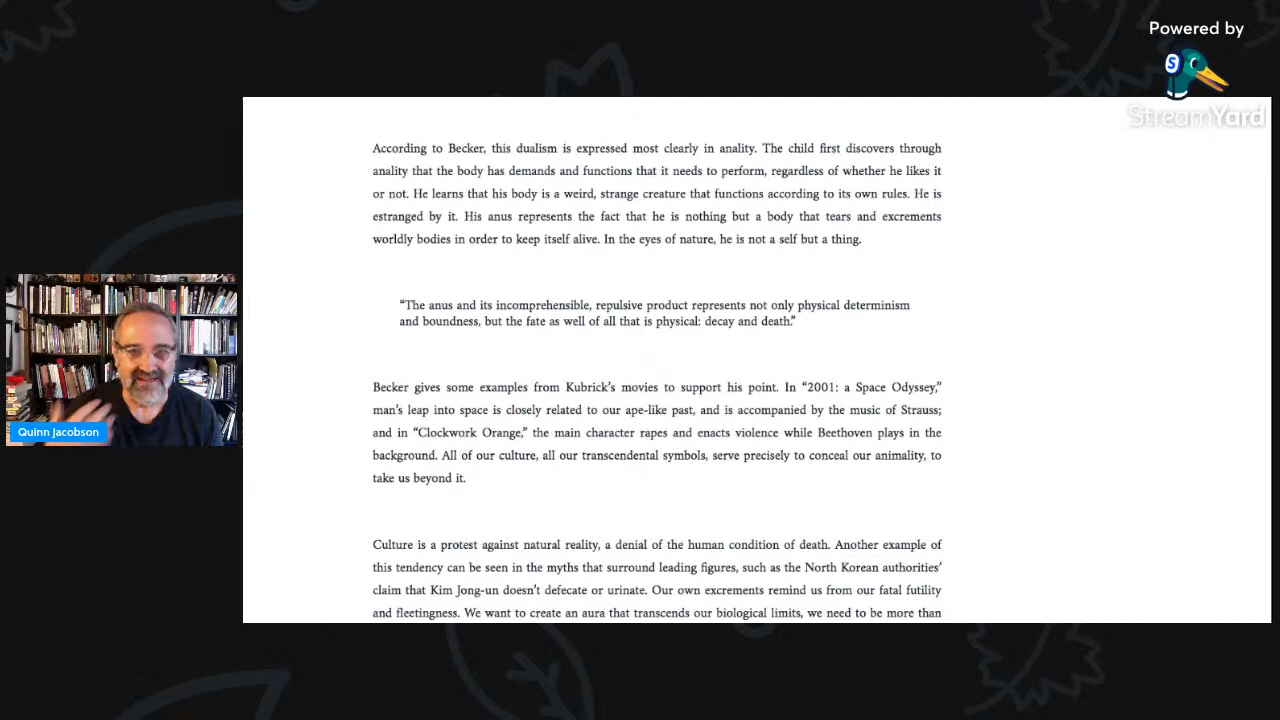 Powered by
S
StreamYard
According to Becker, this dualism is expressed most clearly in anality. The child first discovers through
anality that the body has demands and functions that it needs to perform, regardless of whether he likes it
or not. He learns that his body is a weird, strange creature that functions according to its own rules. He is
estranged by it. His anus represents the fact that he is nothing but a body that tears and excrements
worldly bodies in order to keep itself alive. In the eyes of nature, he is not a self but a thing.
“The anus and its incomprehensible, repulsive product represents not only physical determinism
and boundness, but the fate as well of all that is physical: decay and death.”
Becker gives some examples from Kubrick’s movies to support his point. In “2001: a Space Odyssey,”
man’s leap into space is closely related to our ape-like past, and is accompanied by the music of Strauss;
and in “Clockwork Orange,” the main character rapes and enacts violence while Beethoven plays in the
background. All of our culture, all our transcendental symbols, serve precisely to conceal our animality, to
take us beyond it.
Culture is a protest against natural reality, a denial of the human condition of death. Another example of
this tendency can be seen in the myths that surround leading figures, such as the North Korean authorities’
claim that Kim Jong-un doesn’t defecate or urinate. Our own excrements remind us from our fatal futility
and fleetingness. We want to create an aura that transcends our biological limits, we need to be more than
Quinn Jacobson